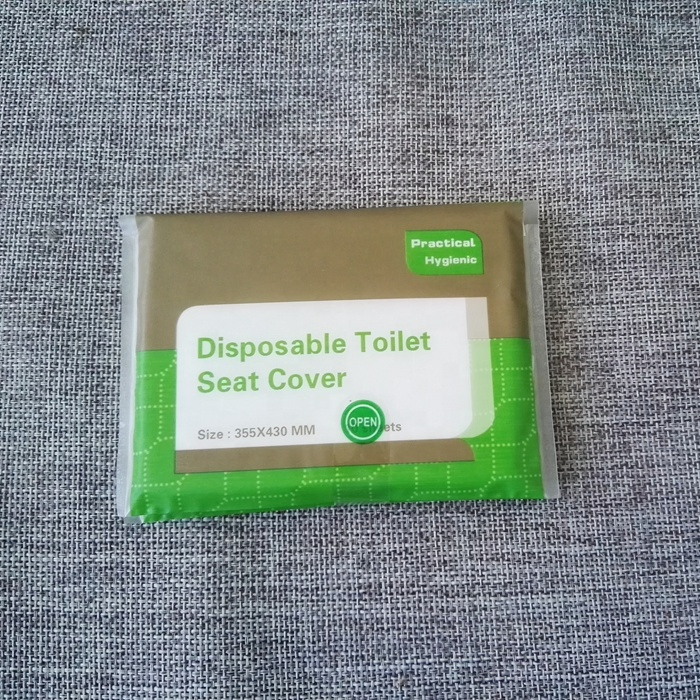 Practical
Hygienic
Disposable Toilet
Seat Cover
Size : 355X430 MM
OPEN